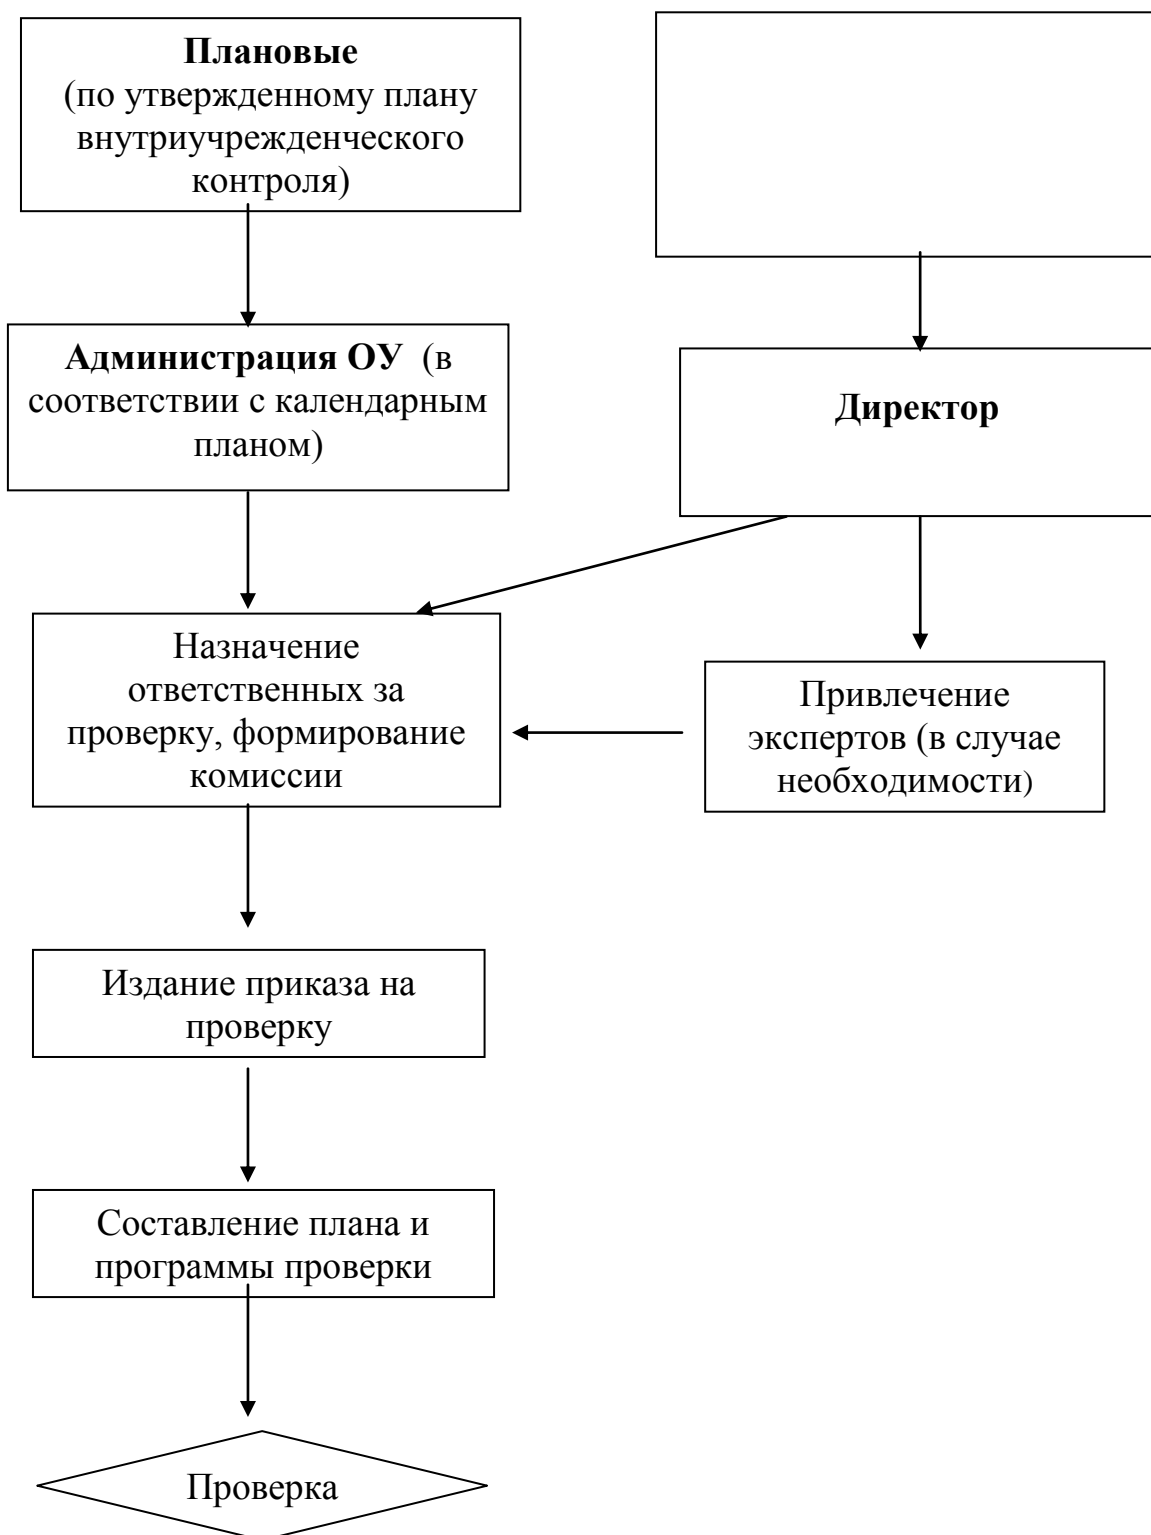 Плановые
(по утвержденному плану
внутриучрежденческого
контроля)
Администрация ОУ (в
соответствии с календарным
планом)
Директор
Назначение
ответственных за
проверку, формирование
комиссии
Привлечение
экспертов (в случае
необходимости)
Издание приказа на
проверку
Составление плана и
программы проверки
Проверка